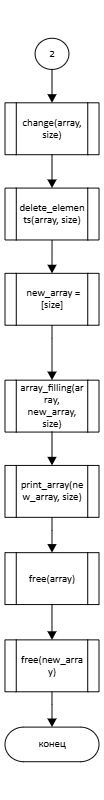 2
change(array,
size)
delete_elemen
ts(array, size)
new_array =
[size]
array_filling(ar
ray,
new_array,
size)
print_array(ne
w_array, size)
free(array)
free(new_arra
y)
конец